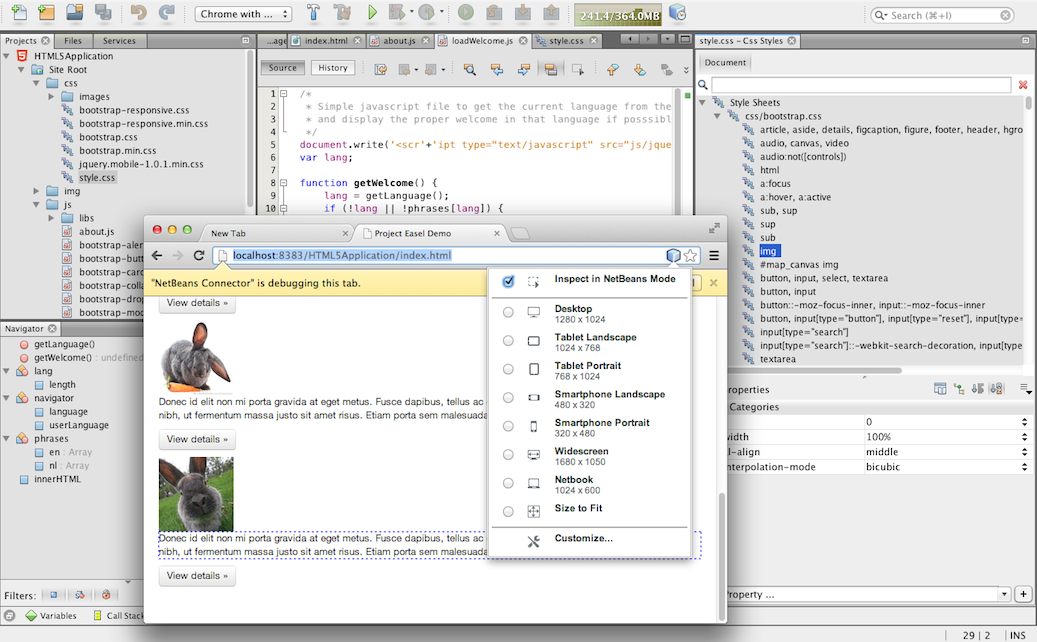 Chrome with ...
241.4/364.0MB
Search (⌘+I)
Projects
Files
Services
HTML5Application
Site Root
css
images
bootstrap-responsive.css
bootstrap-responsive.min.css
bootstrap.css
bootstrap.min.css
jquery.mobile-1.0.1.min.css
style.css
img
js
libs
about.js
bootstrap-aler
bootstrap-but
bootstrap-caro
bootstrap-colla
bootstrap-drop
bootstrap-mod
Navigator
getLanguage()
getWelcome() : undefined
lang
length
navigator
language
userLanguage
phrases
en : Array
nl : Array
innerHTML
Filters:
Variables
Call Stack
...age
index.html
about.js
loadWelcome.js
style.css
Source
History
1 /*
2 * Simple javascript file to get the current language from the
3 * and display the proper welcome in that language if posssibl
4 */
5 document.write('<scr'+'ipt type="text/javascript" src="js/jque
6 var lang;
7
8 function getWelcome() {
9 lang = getLanguage();
10 if (!lang || !phrases[lang]) {
New Tab
Project Easel Demo
localhost:8383/HTML5Application/index.html
"NetBeans Connector" is debugging this tab.
View details »
Donec id elit non mi porta gravida at eget metus. Fusce dapibus, tellus ac
nibh, ut fermentum massa justo sit amet risus. Etiam porta sem malesuada
View details »
Donec id elit non mi porta gravida at eget metus. Fusce dapibus, tellus ac
nibh, ut fermentum massa justo sit amet risus. Etiam porta sem malesuada
View details »
Inspect in NetBeans Mode
Desktop
1280 x 1024
Tablet Landscape
1024 x 768
Tablet Portrait
768 x 1024
Smartphone Landscape
480 x 320
Smartphone Portrait
320 x 480
Widescreen
1680 x 1050
Netbook
1024 x 600
Size to Fit
Customize...
style.css - Css Styles
Document
Style Sheets
css/bootstrap.css
article, aside, details, figcaption, figure, footer, header, hgro
audio, canvas, video
audio:not([controls])
html
a:focus
a:hover, a:active
sub, sup
sup
sub
img
#map_canvas img
button, input, select, textarea
button, input
button::-moz-focus-inner, input::-moz-focus-inner
button, input[type="button"], input[type="reset"], input[type=
input[type="search"]
input[type="search"]::-webkit-search-decoration, input[type
textarea
roperties
Categories
0
width 100%
l-align middle
nterpolation-mode bicubic
roperty ...
29 | 2
INS